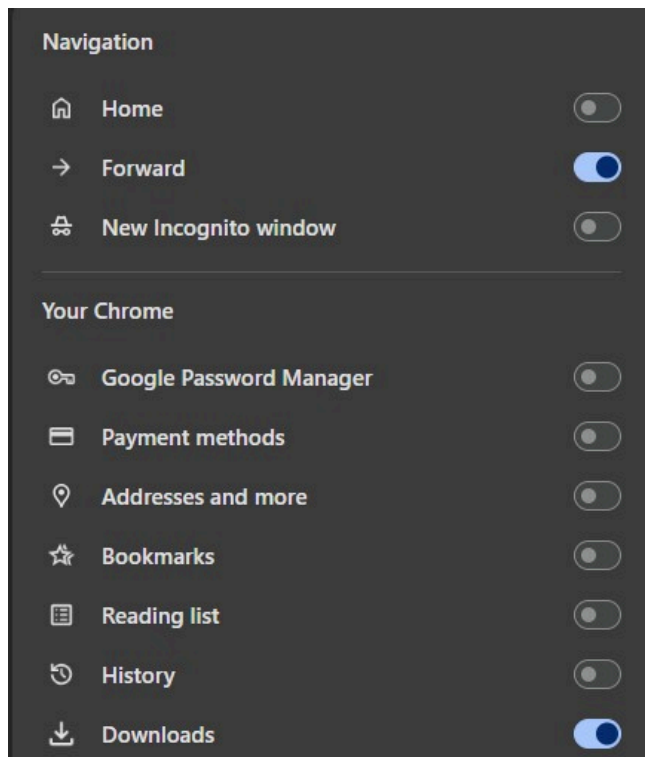 Navigation
Home
Forward
New Incognito window
Your Chrome
Google Password Manager
Payment methods
Addresses and more
Bookmarks
Reading list
History
Downloads